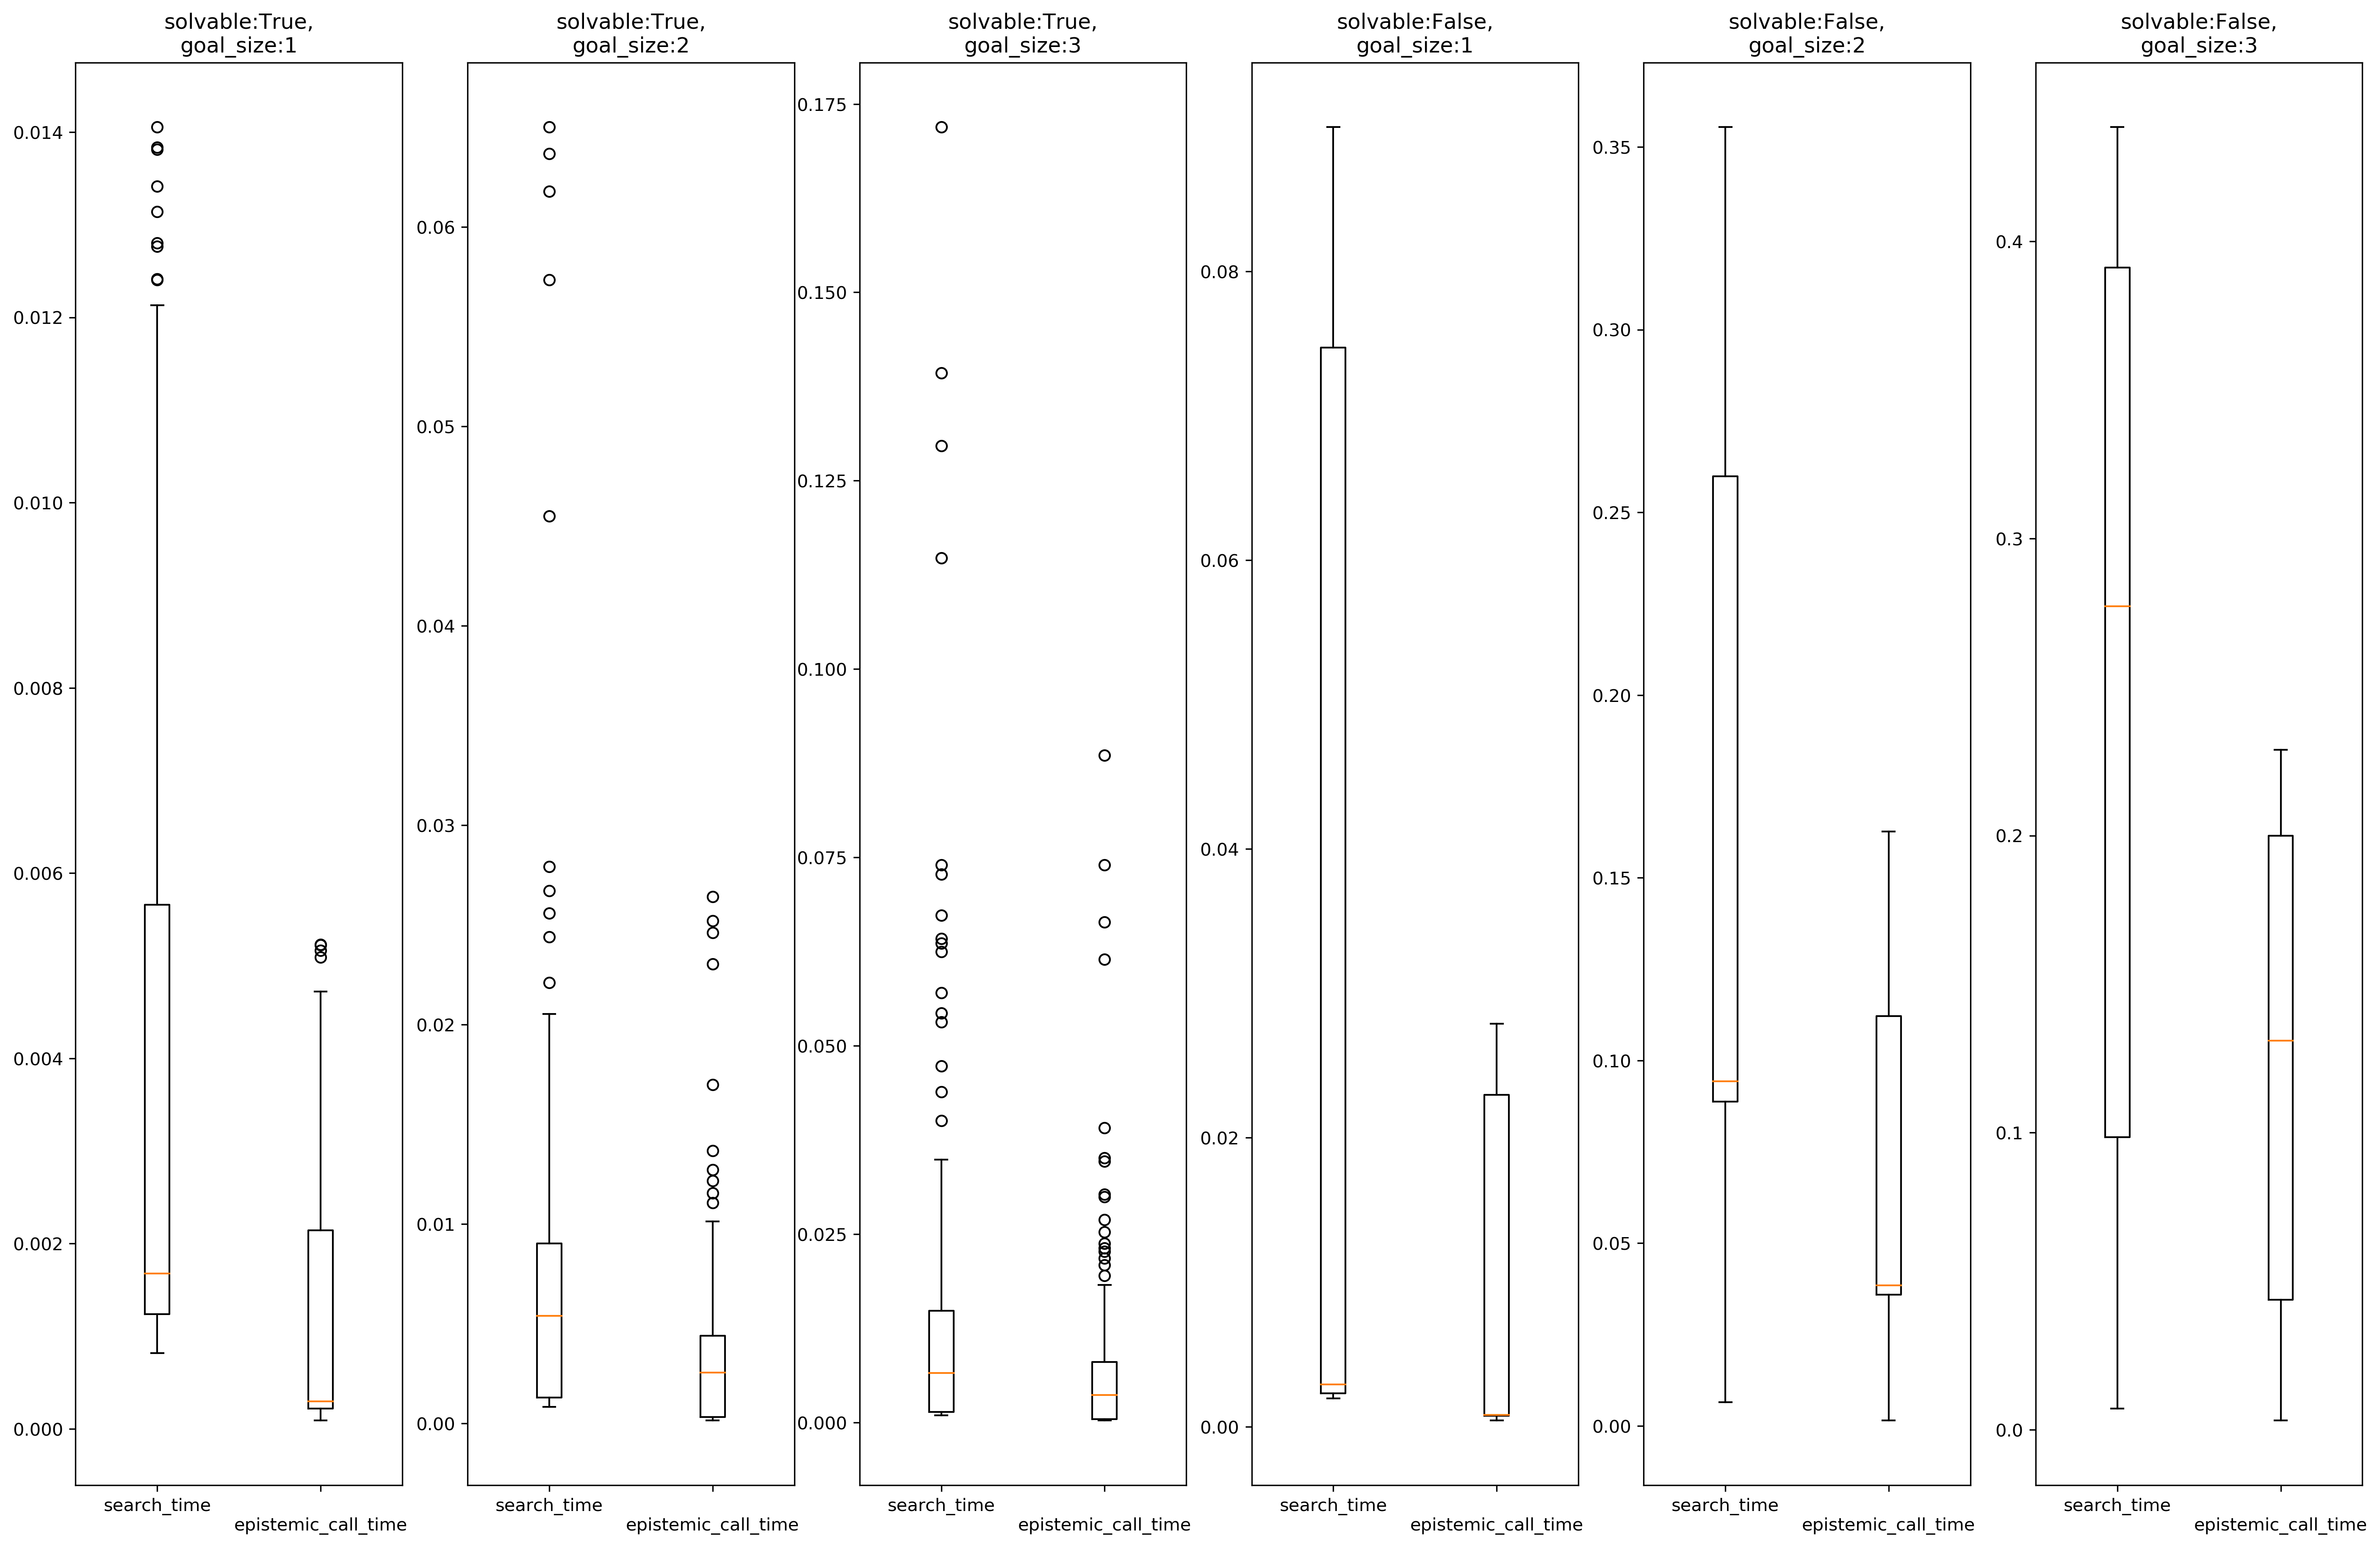 solvable:True,
goal_size:1
0.014
0.012
0.010
0.008
0.006
0.004
0.002
0.000
search_time
epistemic_call_time
solvable:True,
goal_size:2
0.06
0.05
0.04
0.03
0.02
0.01
0.00
search_time
epistemic_call_time
solvable:True,
goal_size:3
0.175
0.150
0.125
0.100
0.075
0.050
0.025
0.000
search_time
epistemic_call_time
solvable:False,
goal_size:1
0.08
0.06
0.04
0.02
0.00
search_time
epistemic_call_time
solvable:False,
goal_size:2
0.35
0.30
0.25
0.20
0.15
0.10
0.05
0.00
search_time
epistemic_call_time
solvable:False,
goal_size:3
0.4
0.3
0.2
0.1
0.0
search_time
epistemic_call_time